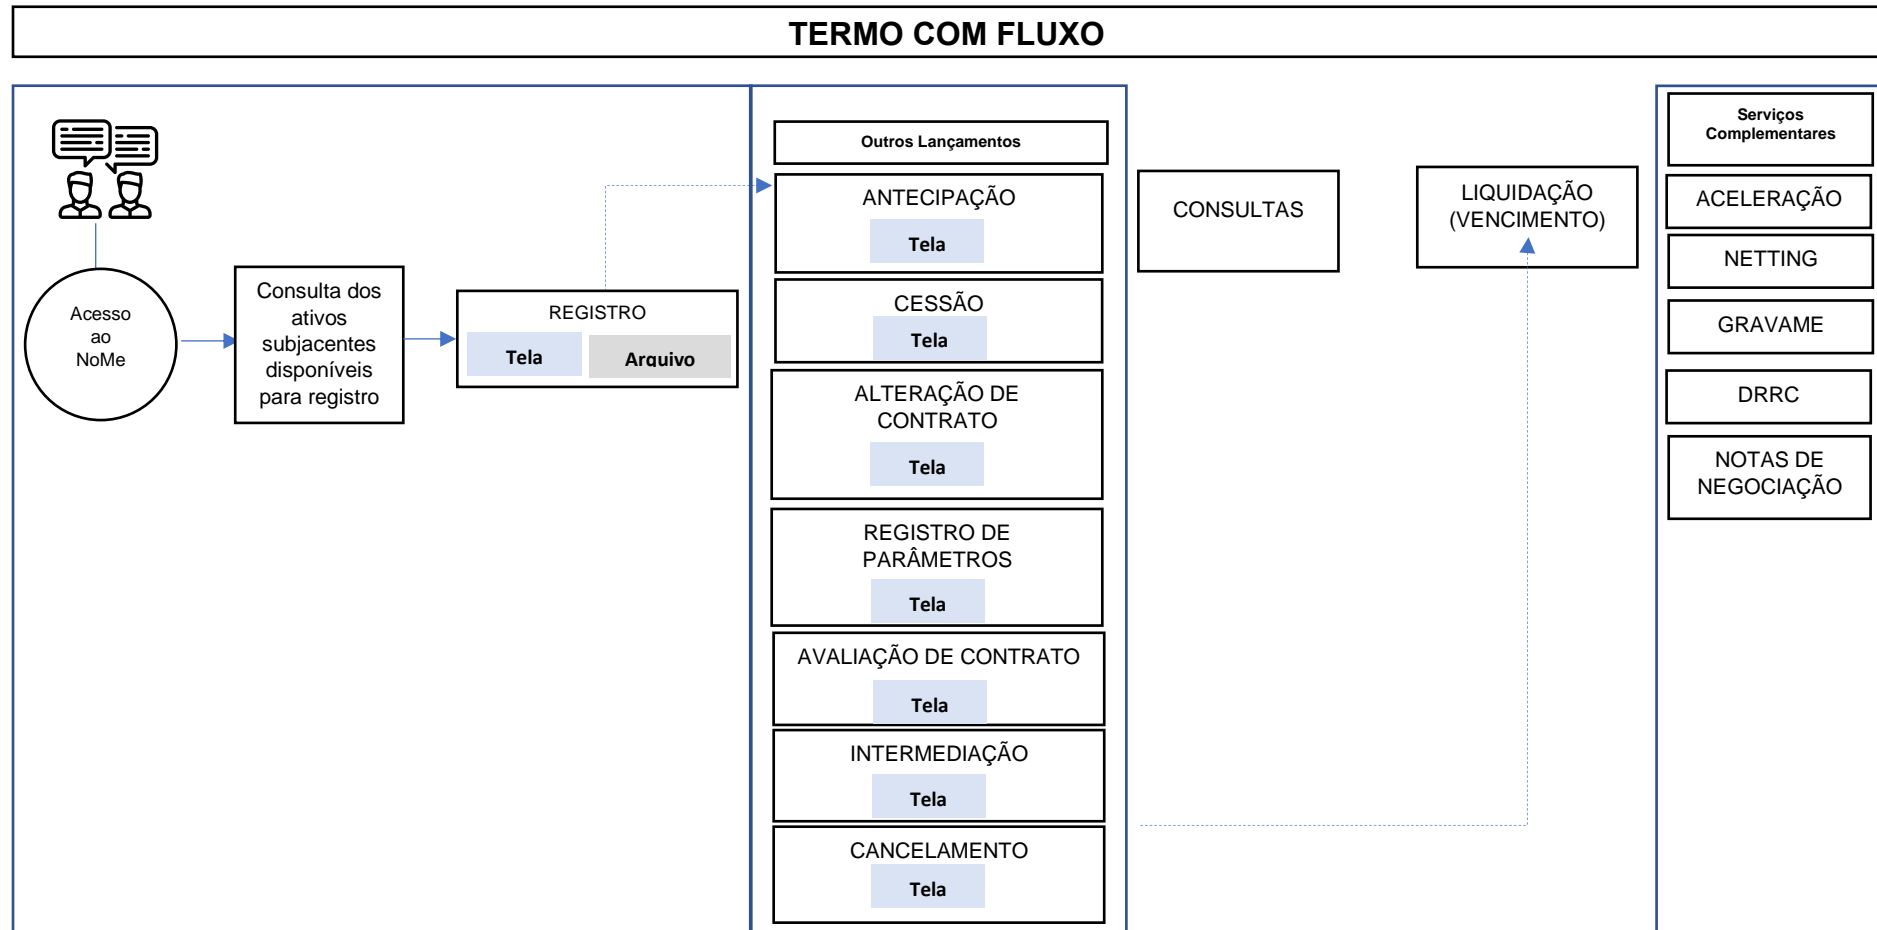 TERMO COM FLUXO
Acesso
ao
NoMe
Consulta dos
ativos
subjacentes
disponíveis
para registro
REGISTRO
Tela
Arquivo
Outros Lançamentos
ANTECIPAÇÃO
Tela
CESSÃO
Tela
ALTERAÇÃO DE
CONTRATO
Tela
REGISTRO DE
PARÂMETROS
Tela
AVALIAÇÃO DE CONTRATO
Tela
INTERMEDIAÇÃO
Tela
CANCELAMENTO
Tela
CONSULTAS
LIQUIDAÇÃO
(VENCIMENTO)
Serviços
Complementares
ACELERAÇÃO
NETTING
GRAVAME
DRRC
NOTAS DE
NEGOCIAÇÃO